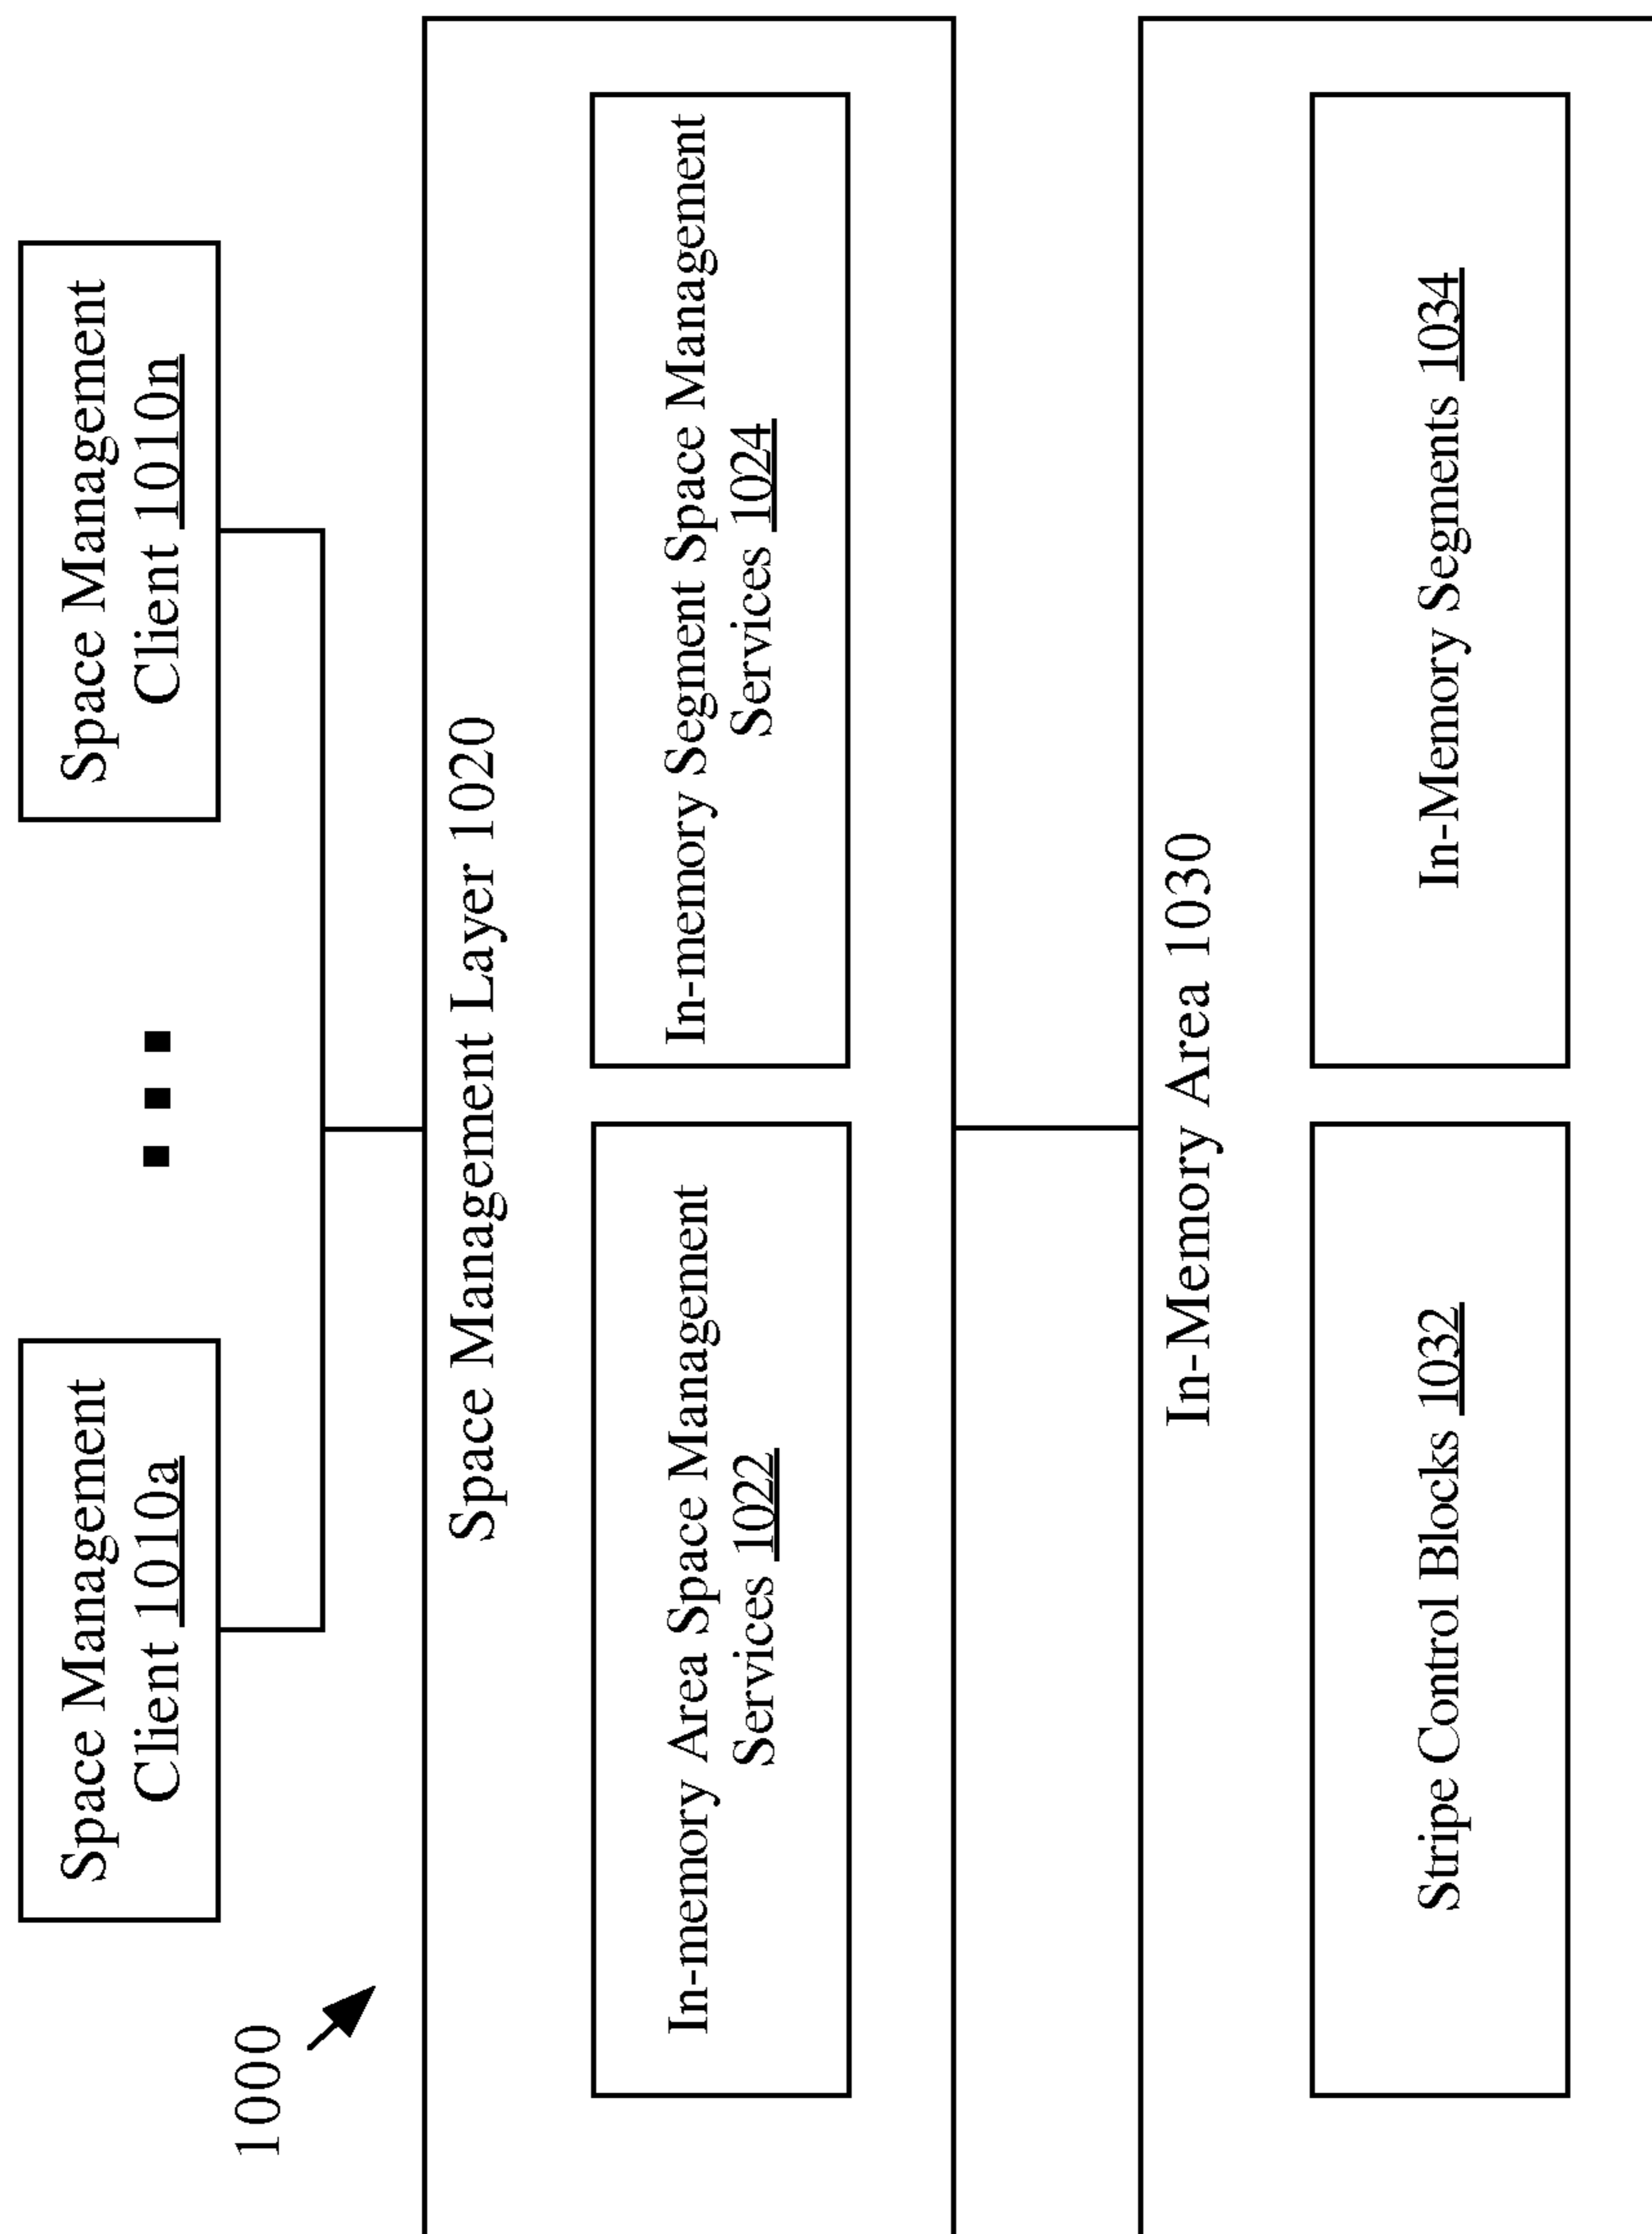 1000
Space Management
Client 1010a
Space Management
Client 1010n
Space Management Layer 1020
In-memory Area Space Management
Services 1022
In-memory Segment Space Management
Services 1024
In-Memory Area 1030
Stripe Control Blocks 1032
In-Memory Segments 1034